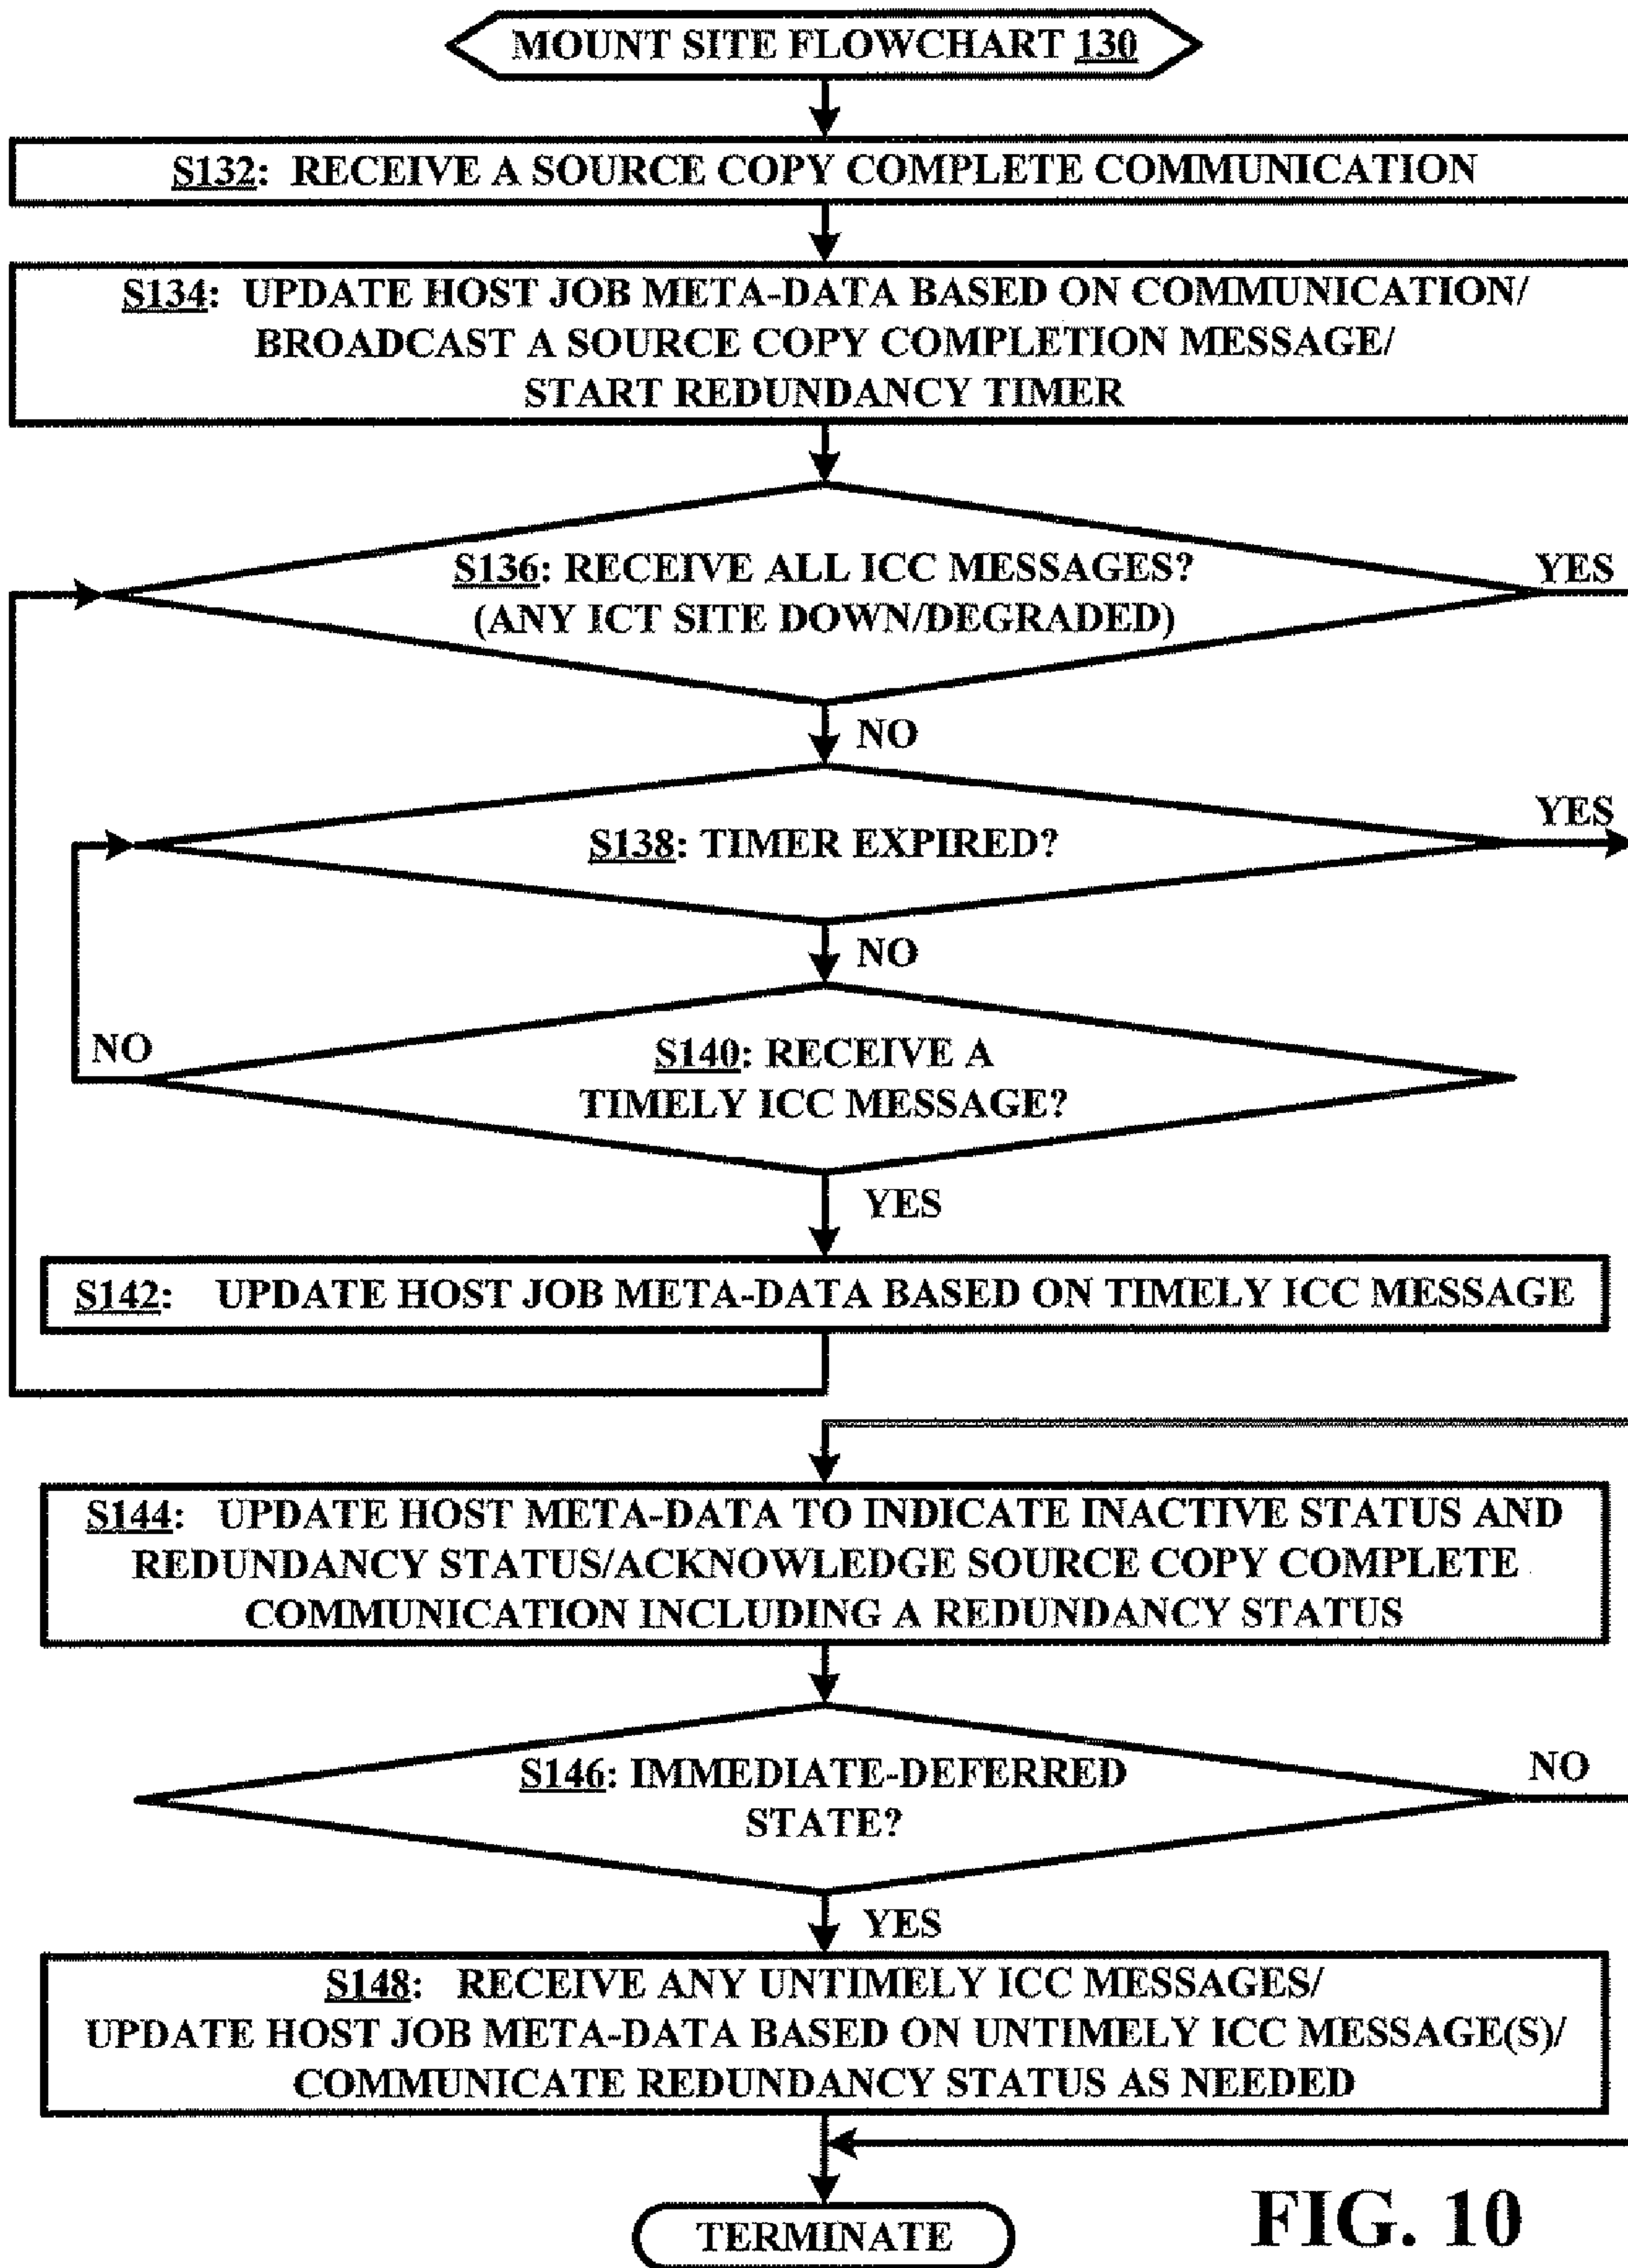 MOUNT SITE FLOWCHART 130
S132: RECEIVE A SOURCE COPY COMPLETE COMMUNICATION
S134: UPDATE HOST JOB META-DATA BASED ON COMMUNICATION/
BROADCAST A SOURCE COPY COMPLETION MESSAGE/
START REDUNDANCY TIMER
S136: RECEIVE ALL ICC MESSAGES?
(ANY ICT SITE DOWN/DEGRADED)
YES
NO
S138: TIMER EXPIRED?
YES
NO
S140: RECEIVE A
TIMELY ICC MESSAGE?
NO
YES
S142: UPDATE HOST JOB META-DATA BASED ON TIMELY ICC MESSAGE
S144: UPDATE HOST META-DATA TO INDICATE INACTIVE STATUS AND
REDUNDANCY STATUS/ACKNOWLEDGE SOURCE COPY COMPLETE
COMMUNICATION INCLUDING A REDUNDANCY STATUS
S146: IMMEDIATE-DEFERRED
STATE?
NO
YES
S148: RECEIVE ANY UNTIMELY ICC MESSAGES/
UPDATE HOST JOB META-DATA BASED ON UNTIMELY ICC MESSAGE(S)/
COMMUNICATE REDUNDANCY STATUS AS NEEDED
TERMINATE
FIG. 10